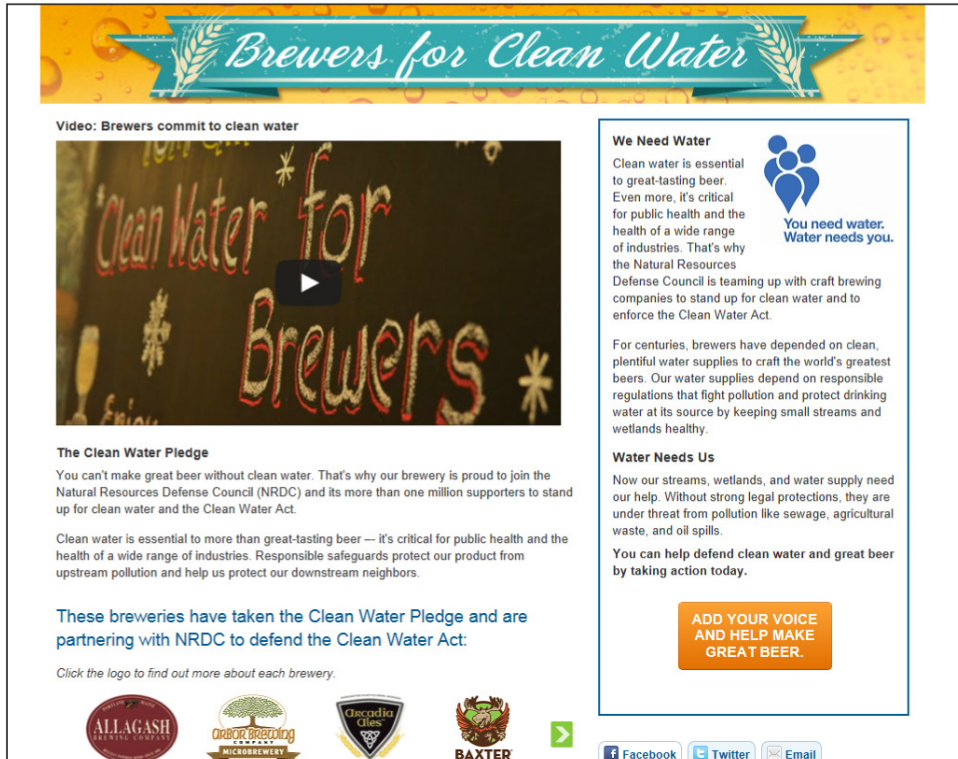 Brewers for Clean Water
Video: Brewers commit to clean water
Clean Water for
Brewers
Enjoy
The Clean Water Pledge
You can't make great beer without clean water. That's why our brewery is proud to join the
Natural Resources Defense Council (NRDC) and its more than one million supporters to stand
up for clean water and the Clean Water Act.
Clean water is essential to more than great-tasting beer –- it's critical for public health and the
health of a wide range of industries. Responsible safeguards protect our product from
upstream pollution and help us protect our downstream neighbors.
These breweries have taken the Clean Water Pledge and are
partnering with NRDC to defend the Clean Water Act:
Click the logo to find out more about each brewery.
ALLAGASH
BREWING COMPANY
ARBOR BREWING
COMPANY
MICROBREWERY
Arcadia
Ales
BAXTER
We Need Water
Clean water is essential
to great-tasting beer.
Even more, it's critical
for public health and the
health of a wide range
of industries. That's why
the Natural Resources
Defense Council is teaming up with craft brewing
companies to stand up for clean water and to
enforce the Clean Water Act.
You need water.
Water needs you.
For centuries, brewers have depended on clean,
plentiful water supplies to craft the world's greatest
beers. Our water supplies depend on responsible
regulations that fight pollution and protect drinking
water at its source by keeping small streams and
wetlands healthy.
Water Needs Us
Now our streams, wetlands, and water supply need
our help. Without strong legal protections, they are
under threat from pollution like sewage, agricultural
waste, and oil spills.
You can help defend clean water and great beer
by taking action today.
ADD YOUR VOICE
AND HELP MAKE
GREAT BEER.
Facebook
Twitter
Email